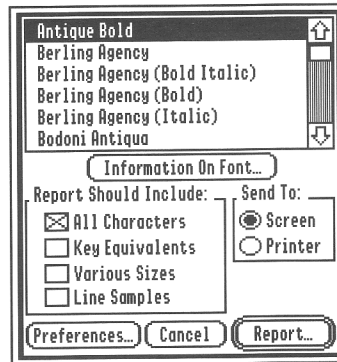 Antique Bold
Berling Agency
Berling Agency (Bold Italic)
Berling Agency (Bold)
Berling Agency (Italic)
Bodoni Antiqua
Information On Font...
Report Should Include:
All Characters
Key Equivalents
Various Sizes
Line Samples
Send To:
Screen
Printer
Preferences... Cancel Report...